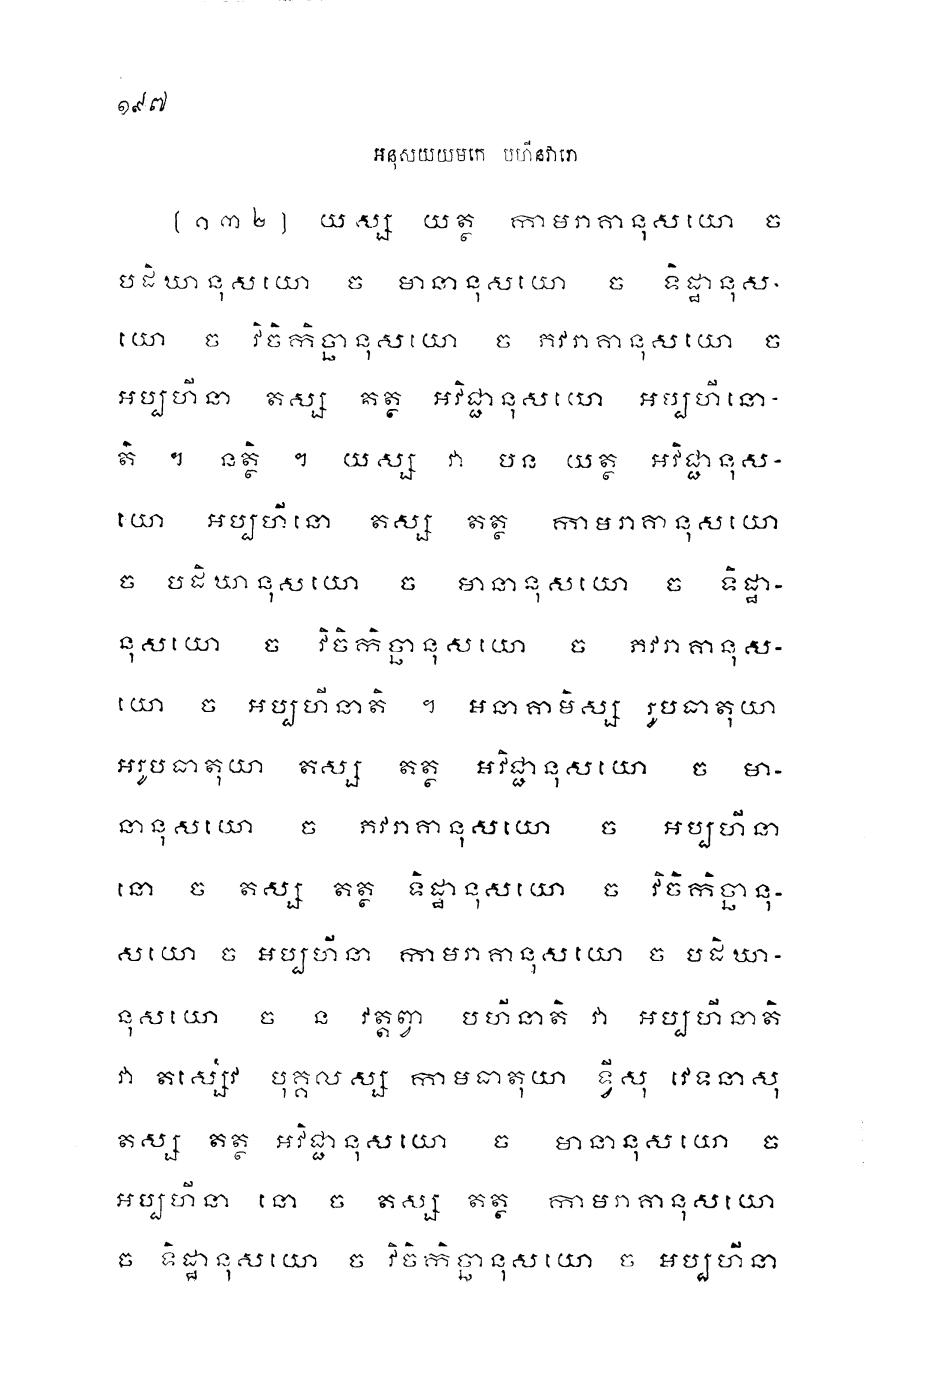 ១៩៧
អនុសយយមកេ បហីនវារោ
(១៣២) យស្ស យត្ថ កាមរាគានុសយោ ច
បដិឃានុសយោ ច មានានុសយោ ច ទិដ្ឋានុស-
យោ ច វិចិកិច្ឆានុសយោ ច ភវរាគានុសយោ ច
អប្បហីនា តស្ស តត្ថ អវិជ្ជានុសយោ អប្បហីនោ-
តិ ។ នត្ថិ ។ យស្ស វា បន យត្ថ អវិជ្ជានុស-
យោ អប្បហីនោ តស្ស តត្ថ កាមរាគានុសយោ
ច បដិឃានុសយោ ច មានានុសយោ ច ទិដ្ឋា-
នុសយោ ច វិចិកិច្ឆានុសយោ ច ភវរាគានុស-
យោ ច អប្បហីនាតិ ។ អនាគាមិស្ស រូបធាតុយា
អរូបធាតុយា តស្ស តត្ថ អវិជ្ជានុសយោ ច មា-
នានុសយោ ច ភវរាគានុសយោ ច អប្បហីនា
នោ ច តស្ស តត្ថ ទិដ្ឋានុសយោ ច វិចិកិច្ឆានុ-
សយោ ច អប្បហីនា កាមរាគានុសយោ ច បដិឃា-
នុសយោ ច ន វត្តព្វា បហីនាតិ វា អប្បហីនាតិ
វា តស្សេវ បុគ្គលស្ស កាមធាតុយា ទ្វីសុ វេទនាសុ
តស្ស តត្ថ អវិជ្ជានុសយោ ច មានានុសយោ ច
អប្បហីនា នោ ច តស្ស តត្ថ កាមរាគានុសយោ
ច ទិដ្ឋានុសយោ ច វិចិកិច្ឆានុសយោ ច អប្បហីនា